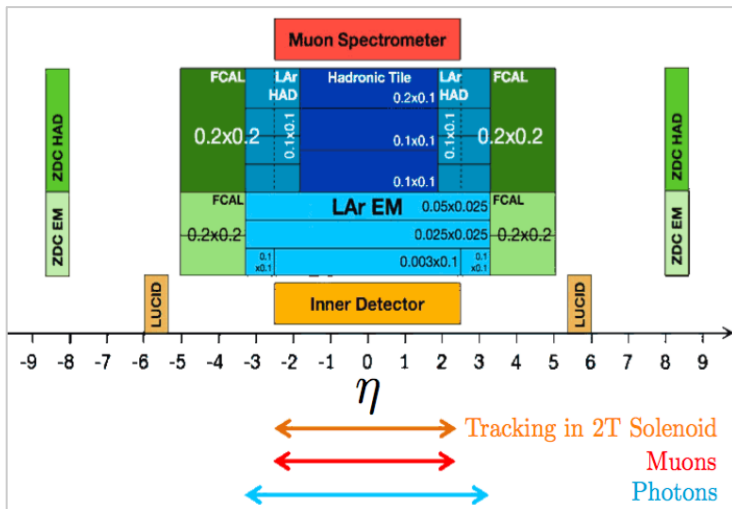 Muon Spectrometer
FCAL
LAr
HAD
Hadronic Tile
LAr
HAD
FCAL
0.2x0.1
0.2x0.2
0.1x0.1
0.1x0.1
0.1x0.1
0.2x0.2
0.1x0.1
ZDC HAD
ZDC HAD
FCAL
LAr EM
0.05x0.025
FCAL
0.2x0.2
0.025x0.025
0.2x0.2
0.1
x0.1
0.003x0.1
0.1
x0.1
ZDC EM
ZDC EM
LUCID
Inner Detector
LUCID
-9 -8 -7 -6 -5 -4 -3 -2 -1 0 1 2 3 4 5 6 7 8 9
η
Tracking in 2T Solenoid
Muons
Photons